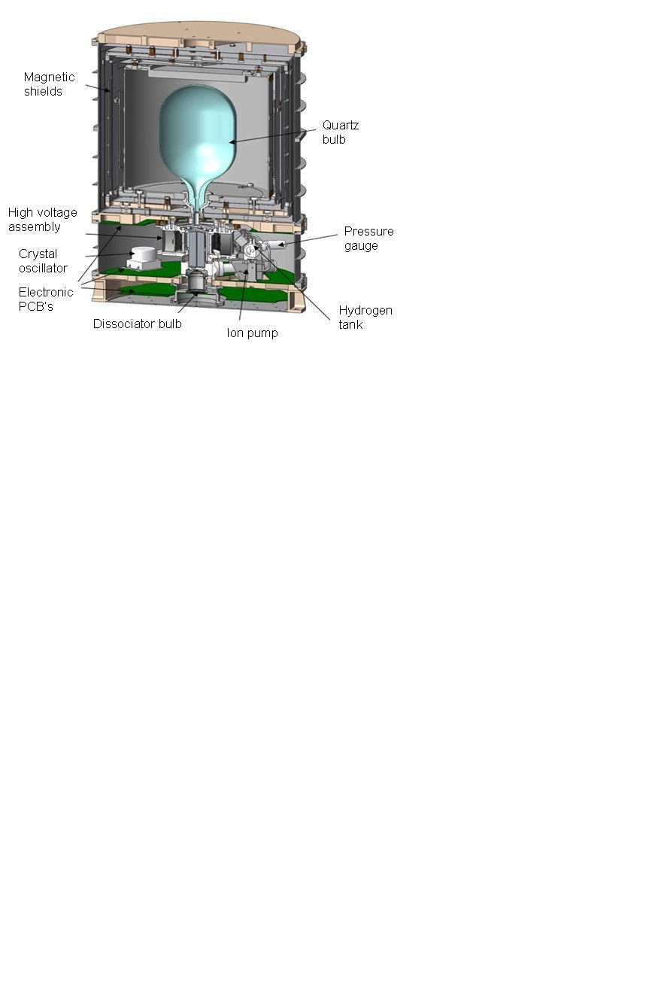 Magnetic
shields
Quartz
bulb
High voltage
assembly
Pressure
gauge
Crystal
oscillator
Electronic
PCB's
Hydrogen
tank
Dissociator bulb
Ion pump